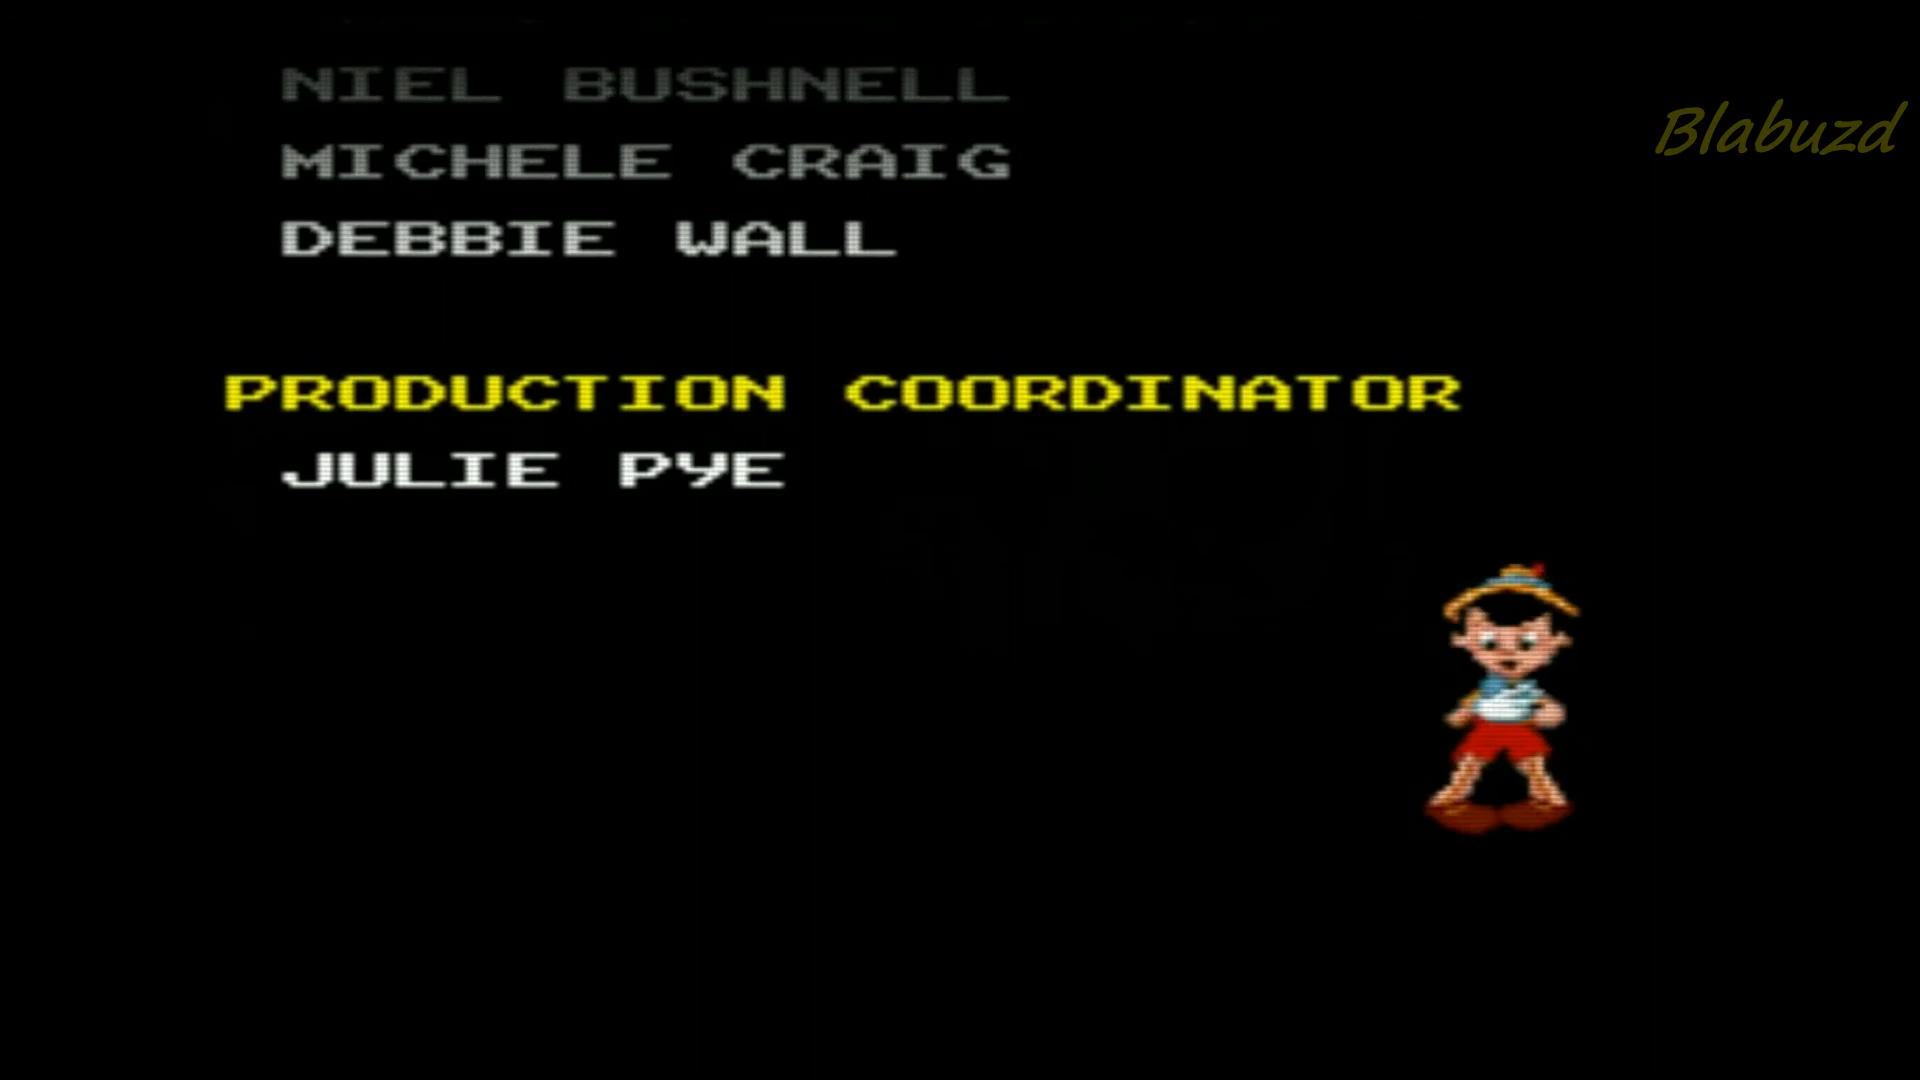 NIEL BUSHNELL
MICHELE CRAIG
DEBBIE WALL
PRODUCTION COORDINATOR
JULIE PYE
Blabuzd